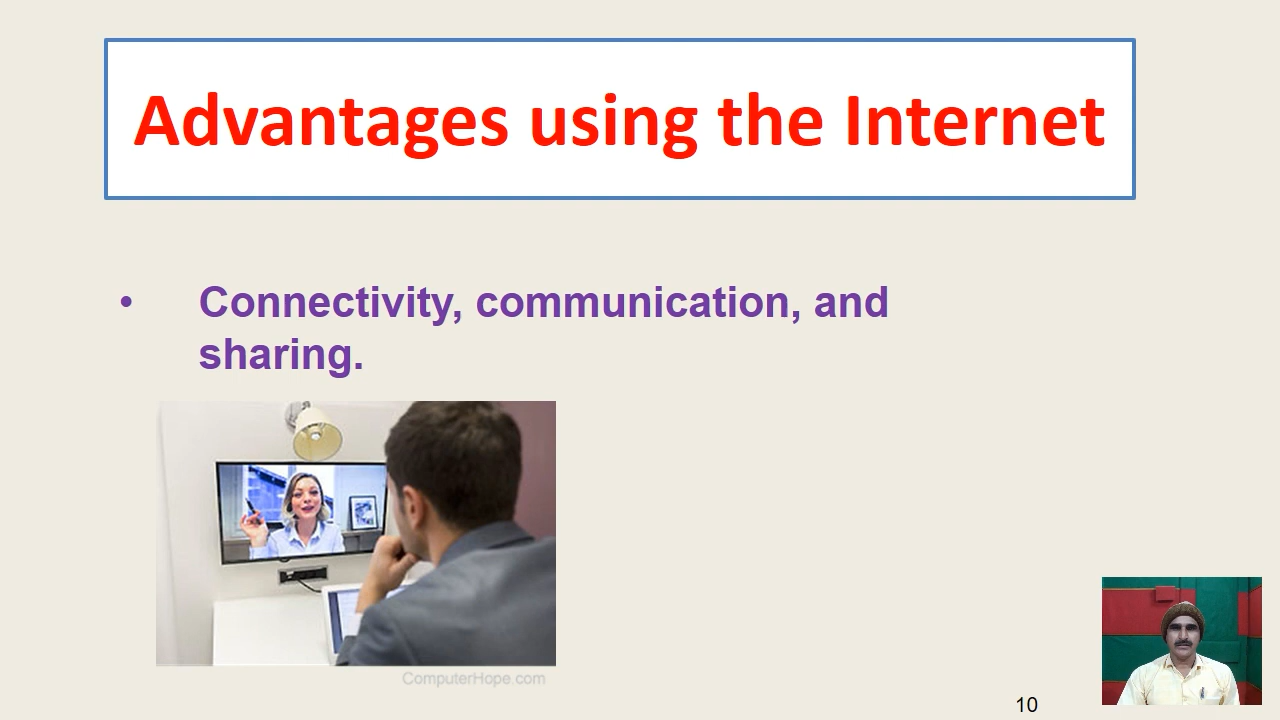 Advantages using the Internet
• Connectivity, communication, and
sharing.
ComputerHope.com
10